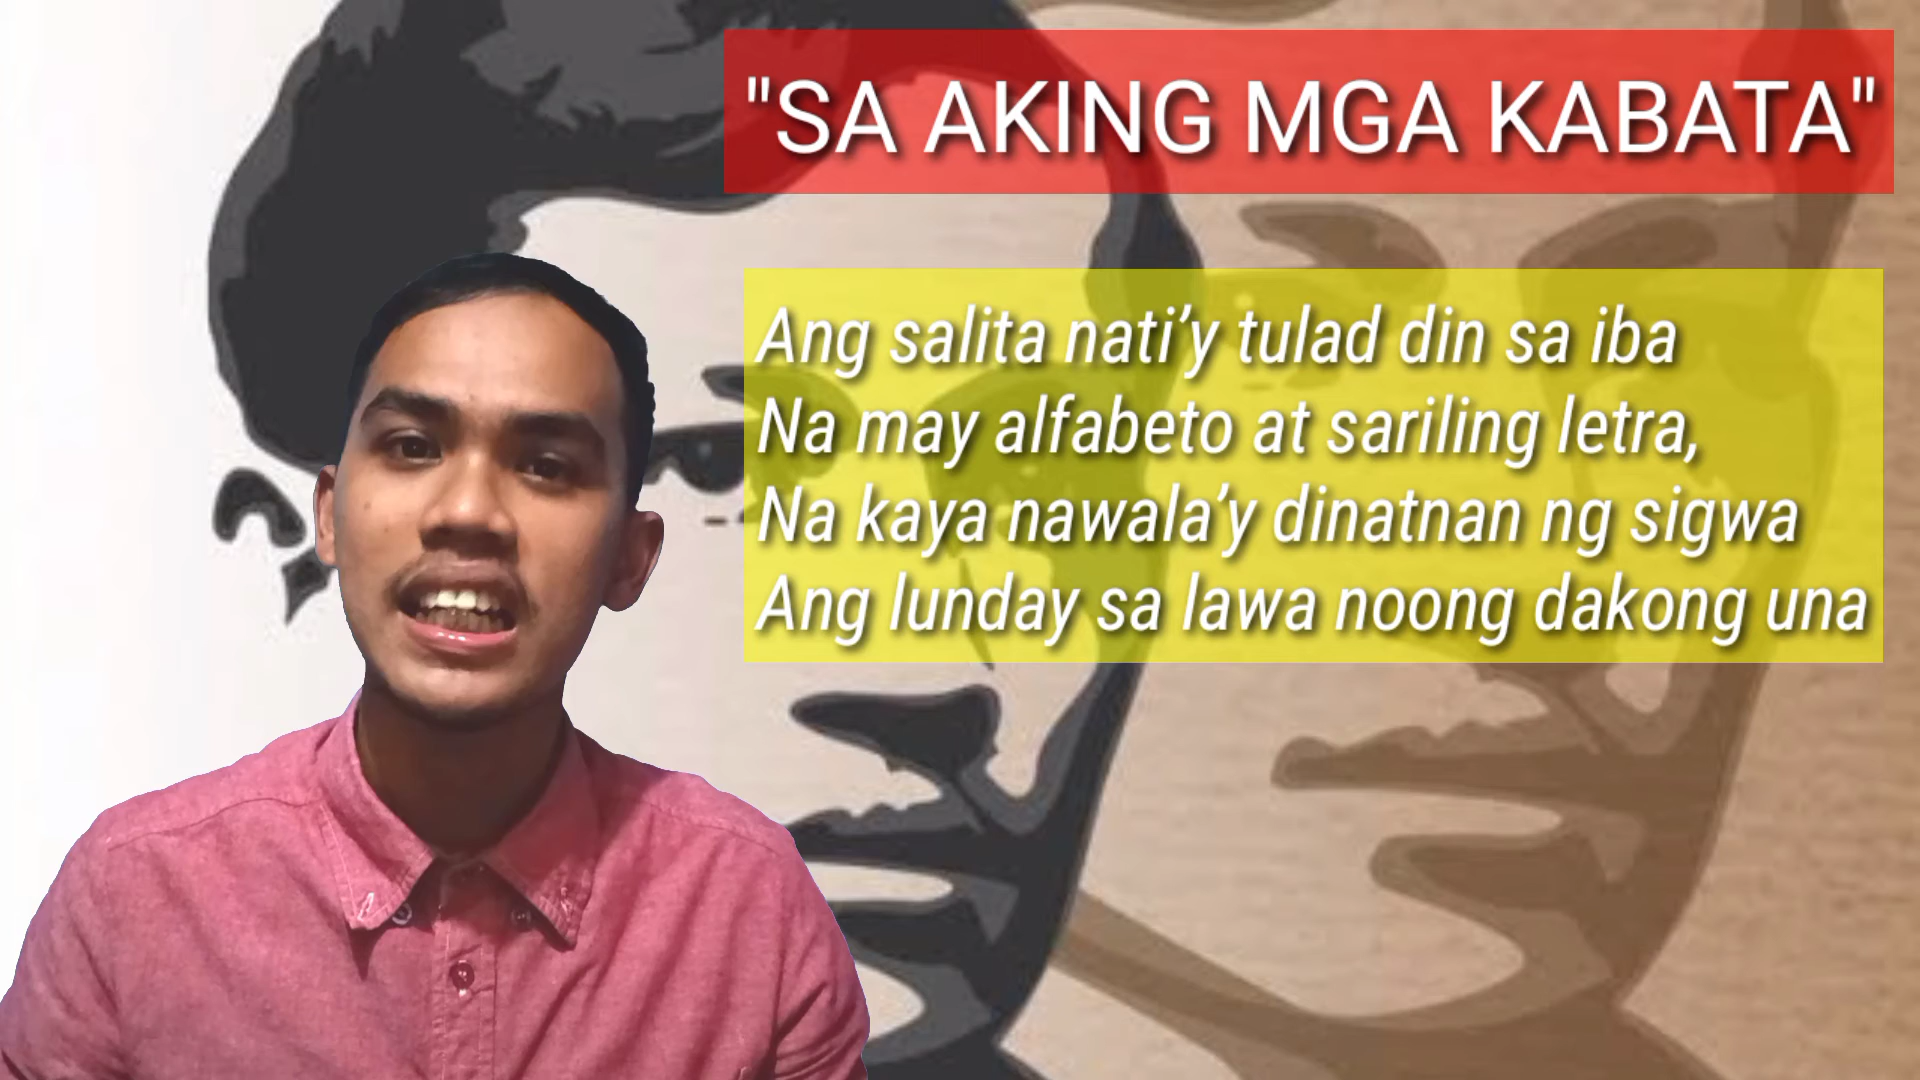 "SA AKING MGA KABATA"
Ang salita nati’y tulad din sa iba
Na may alfabeto at sariling letra,
Na kaya nawala’y dinatnan ng sigwa
Ang lunday sa lawa noong dakong una